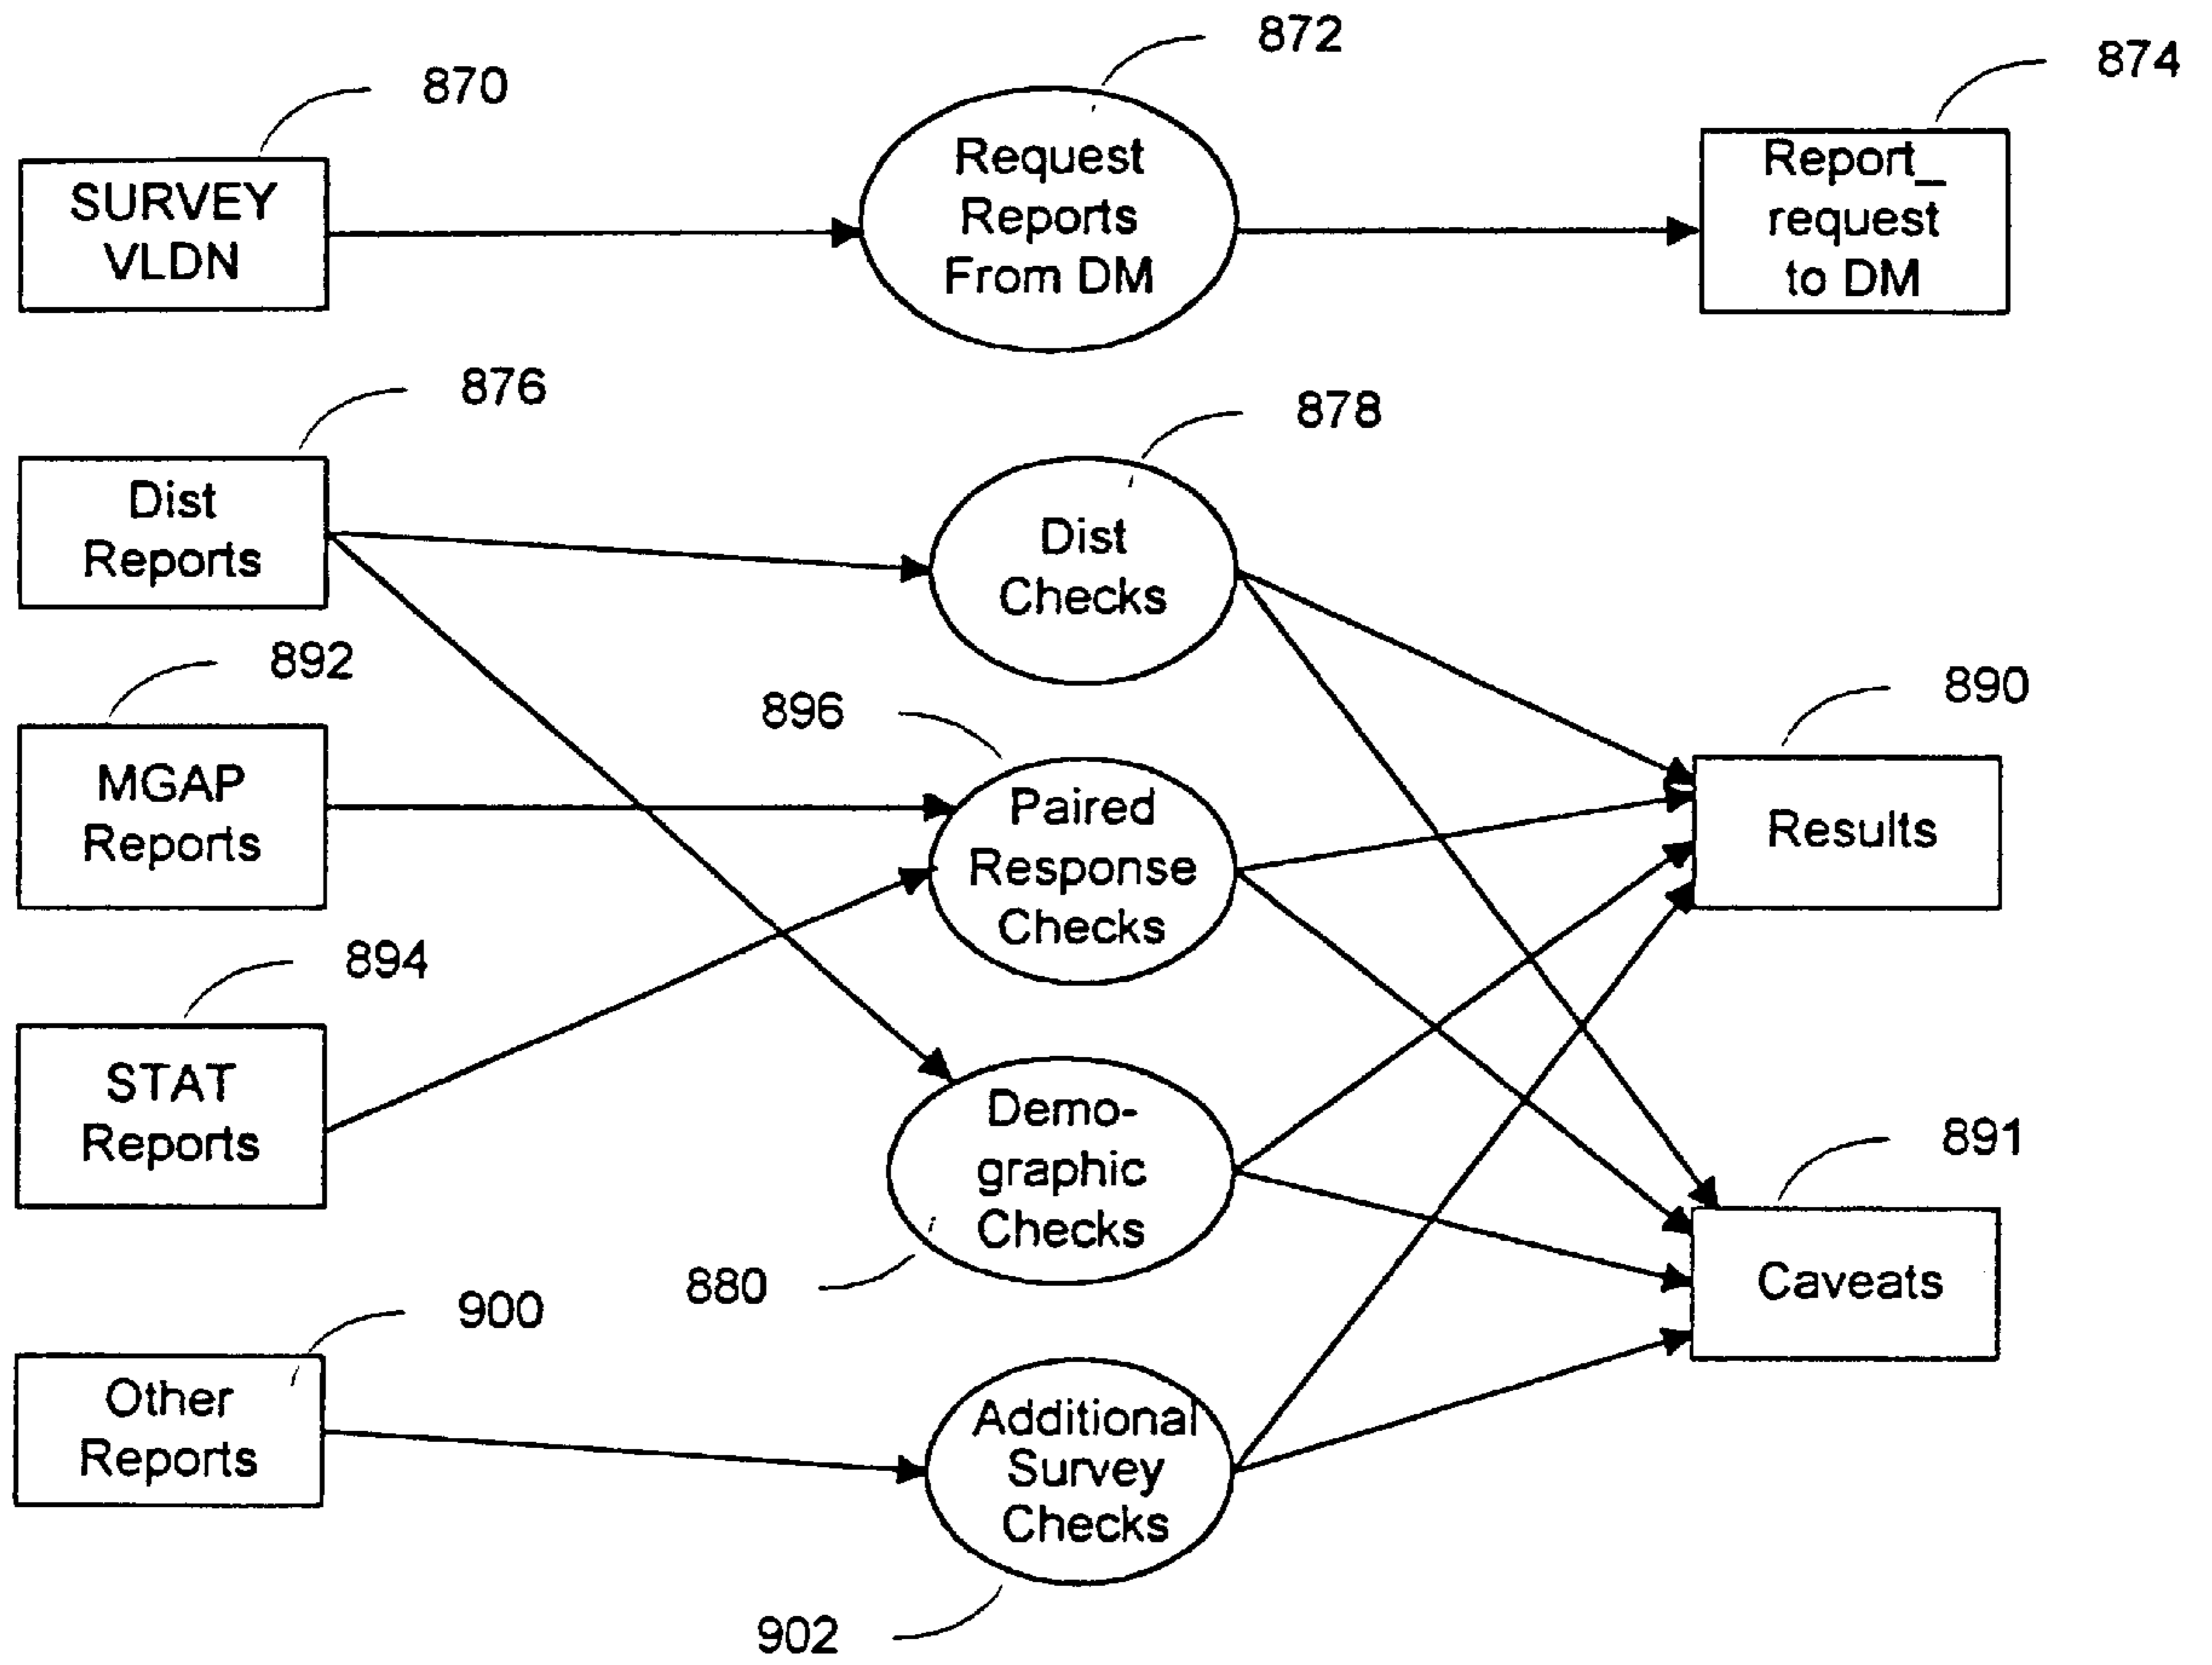 872
874
870
SURVEY
VLDN
Request
Reports
From DM
Report_
request
to DM
876
878
Dist
Reports
Dist
Checks
892
896
890
MGAP
Reports
Paired
Response
Checks
Results
894
STAT
Reports
Demo-
graphic
Checks
880
891
Caveats
900
Other
Reports
Additional
Survey
Checks
902